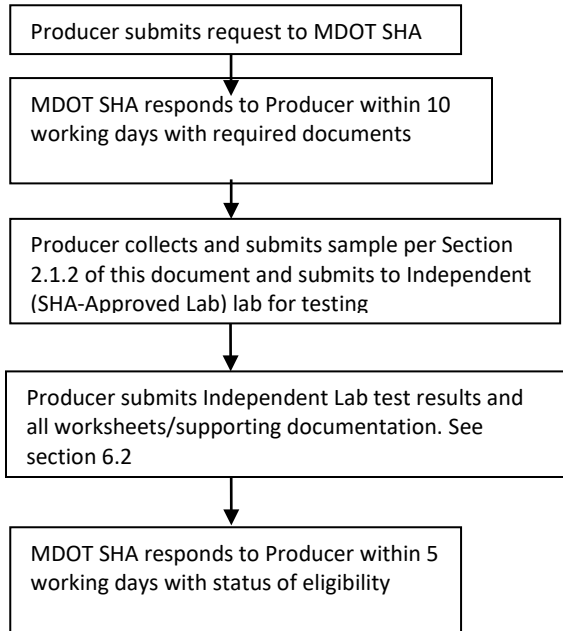 Producer submits request to MDOT SHA
MDOT SHA responds to Producer within 10
working days with required documents
Producer collects and submits sample per Section
2.1.2 of this document and submits to Independent
(SHA-Approved Lab) lab for testing
Producer submits Independent Lab test results and
all worksheets/supporting documentation. See
section 6.2
MDOT SHA responds to Producer within 5
working days with status of eligibility